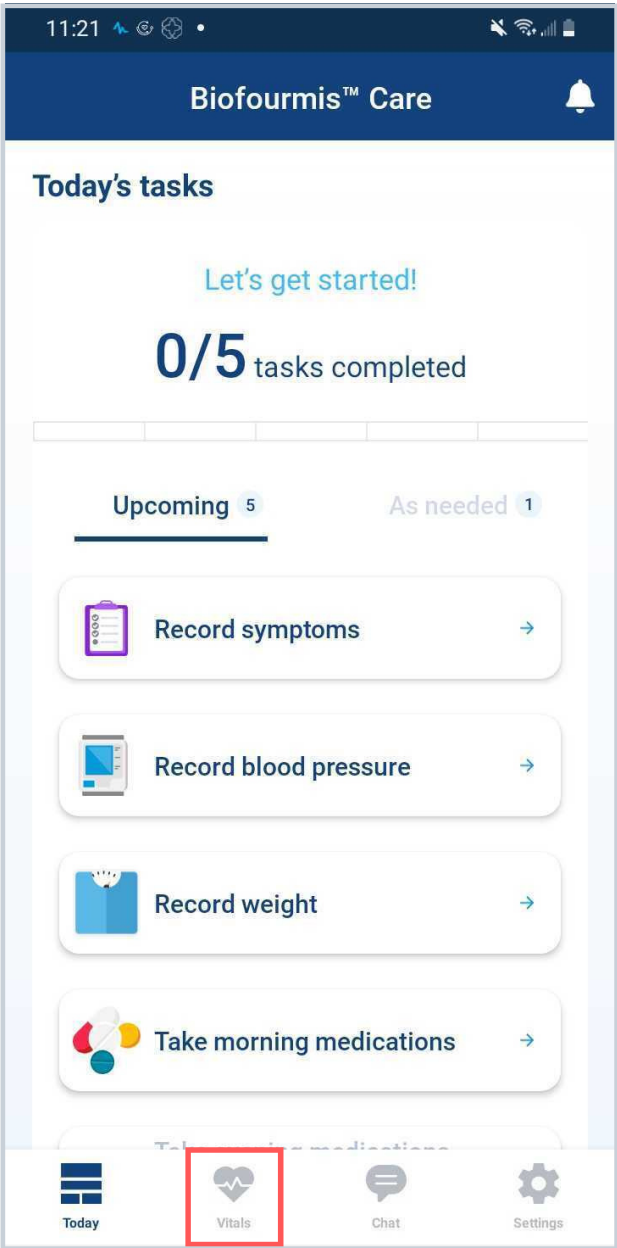 11:21
Biofourmis™ Care
Today's tasks
Let's get started!
0/5 tasks completed
Upcoming 5
As needed 1
Record symptoms
Record blood pressure
Record weight
Take morning medications
Today
Vitals
Chat
Settings